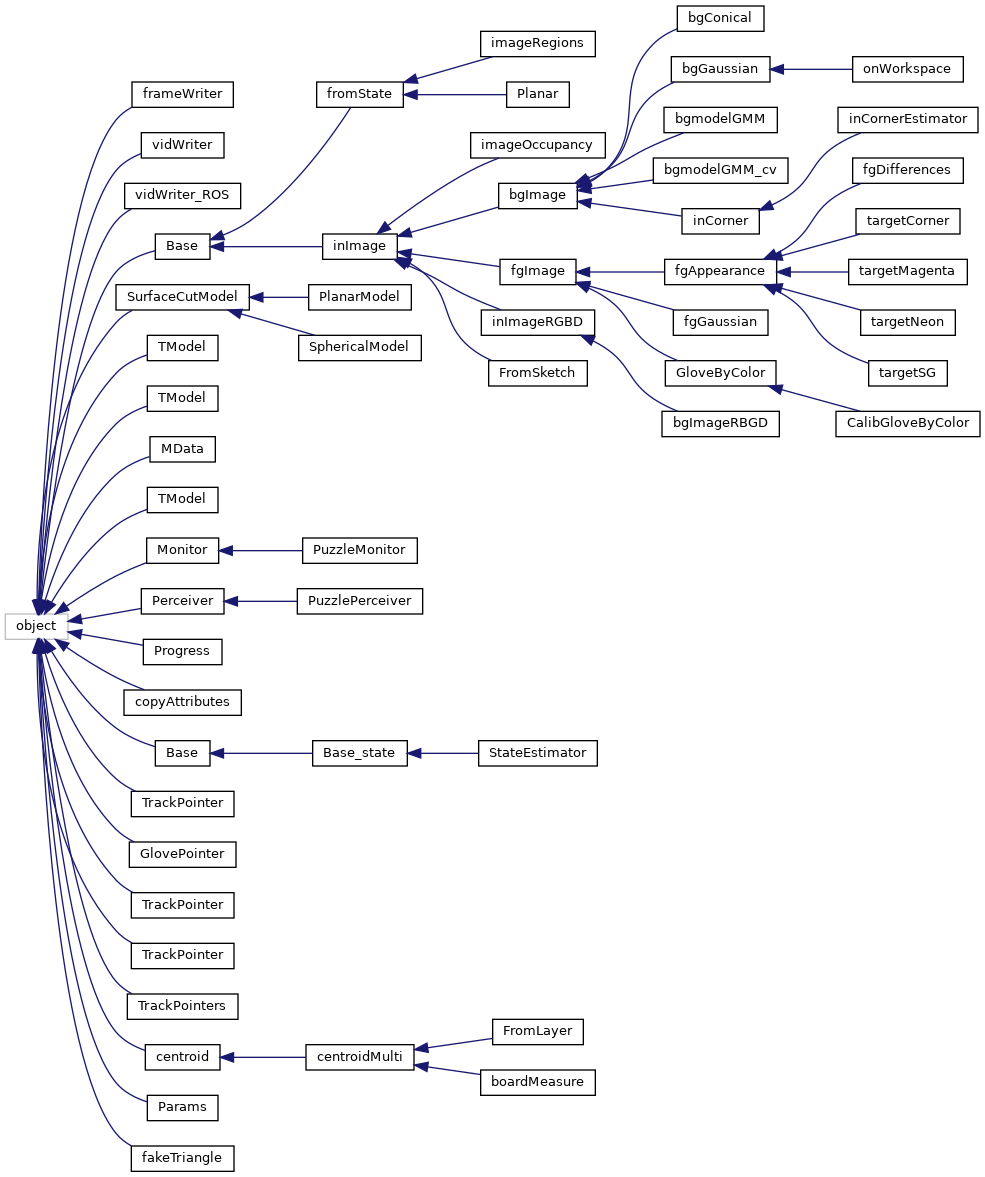 bgConical
imageRegions
bgGaussian
onWorkspace
frameWriter
fromState
Planar
bgmodelGMM
inCornerEstimator
vidWriter
imageOccupancy
bgmodelGMM_cv
fgDifferences
vidWriter_ROS
bgImage
inCorner
targetCorner
Base
inImage
fgImage
fgAppearance
targetMagenta
SurfaceCutModel
PlanarModel
inImageRGBD
fgGaussian
targetNeon
TModel
SphericalModel
FromSketch
GloveByColor
targetSG
TModel
bgImageRBGD
CalibGloveByColor
MData
TModel
Monitor
PuzzleMonitor
Perceiver
PuzzlePerceiver
object
Progress
copyAttributes
Base
Base_state
StateEstimator
TrackPointer
GlovePointer
TrackPointer
TrackPointer
TrackPointers
FromLayer
centroid
centroidMulti
boardMeasure
Params
fakeTriangle